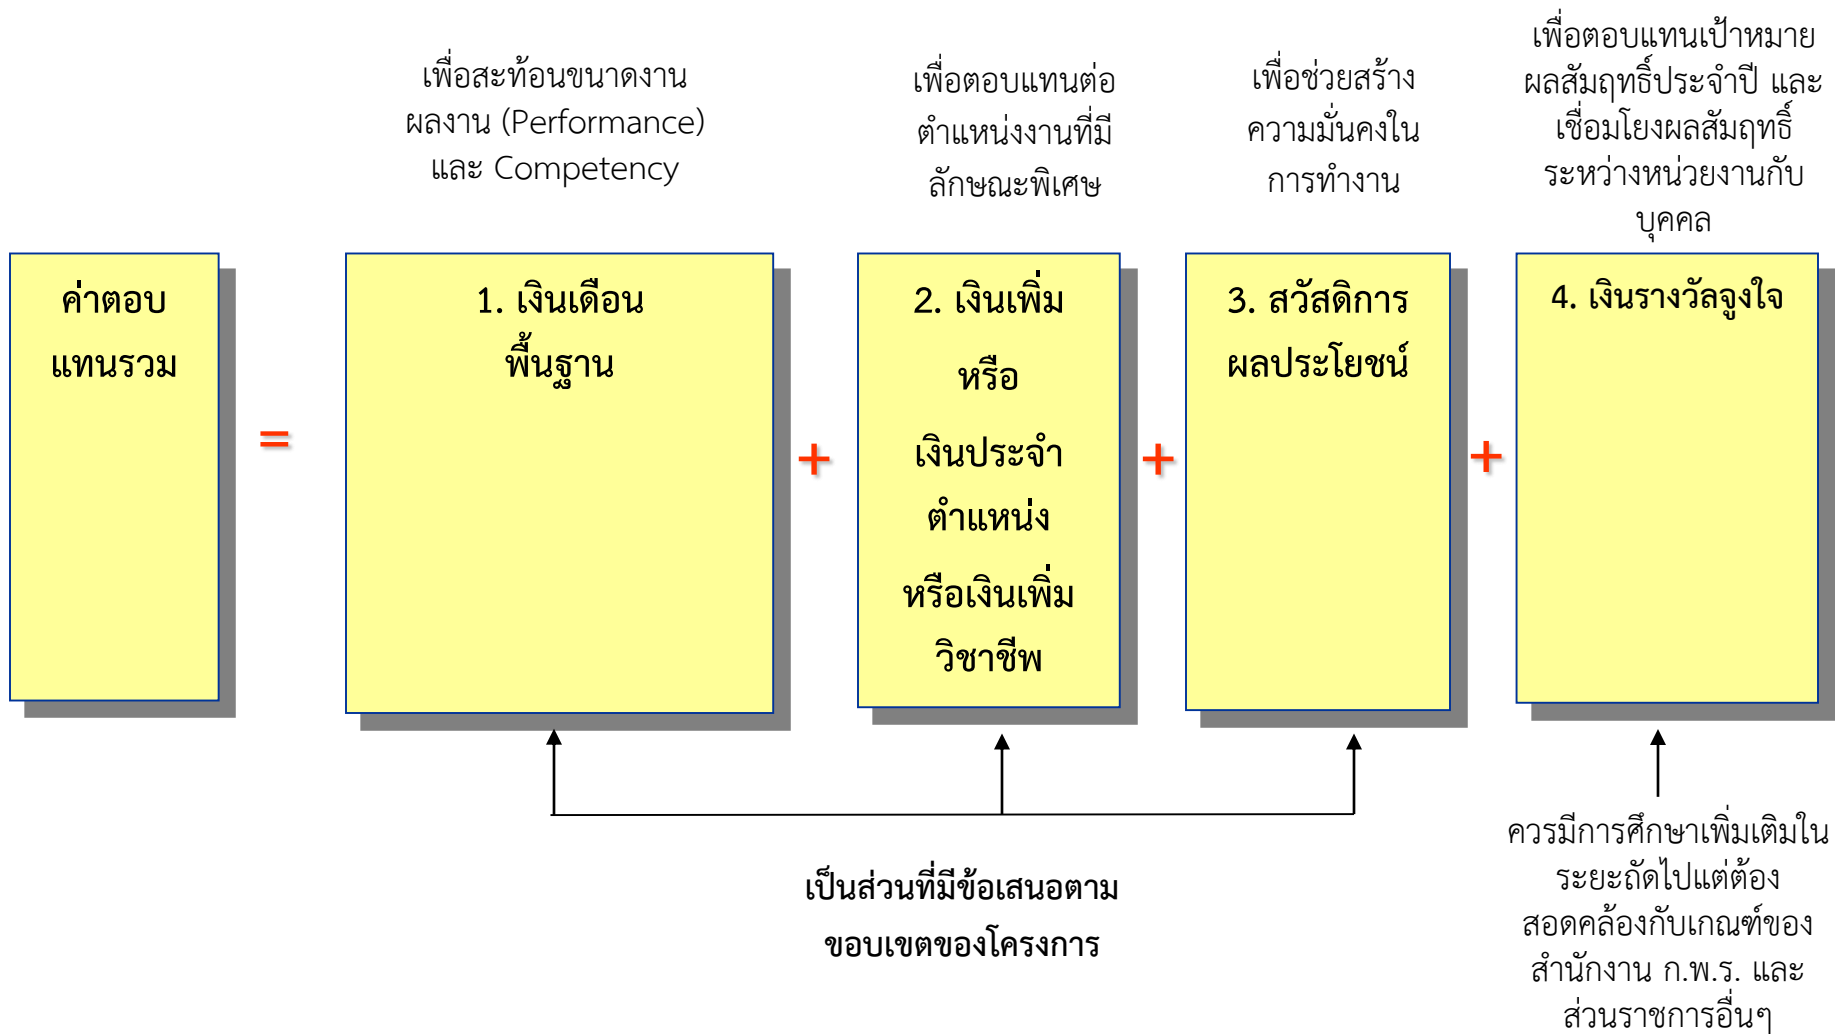 เพื่อสะท้อนขนาดงาน
ผลงาน (Performance)
และ Competency
เพื่อตอบแทนต่อ
ตำแหน่งงานที่มี
ลักษณะพิเศษ
เพื่อช่วยสร้าง
ความมั่นคงใน
การทำงาน
เพื่อตอบแทนเป้าหมาย
ผลสัมฤทธิ์ประจำปี และ
เชื่อมโยงผลสัมฤทธิ์
ระหว่างหน่วยงานกับ
บุคคล
ค่าตอบ
แทนรวม
=
1. เงินเดือน
พื้นฐาน
+
2. เงินเพิ่ม
หรือ
เงินประจำ
ตำแหน่ง
หรือเงินเพิ่ม
วิชาชีพ
+
3. สวัสดิการ
ผลประโยชน์
+
4. เงินรางวัลจูงใจ
เป็นส่วนที่มีข้อเสนอตาม
ขอบเขตของโครงการ
ควรมีการศึกษาเพิ่มเติมใน
ระยะถัดไปแต่ต้อง
สอดคล้องกับเกณฑ์ของ
สำนักงาน ก.พ.ร. และ
ส่วนราชการอื่นๆ